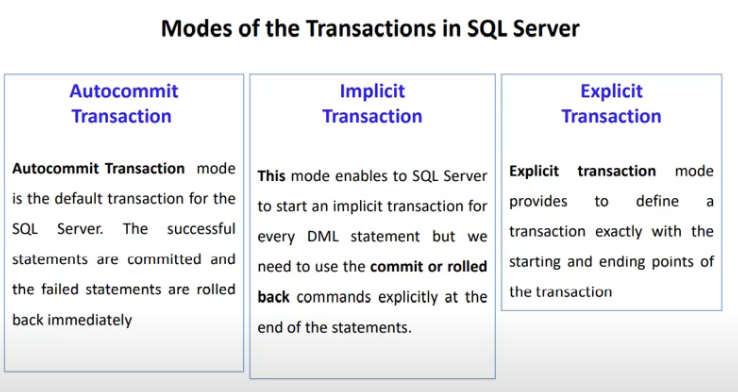 Modes of the Transactions in SQL Server
Autocommit
Transaction
Autocommit Transaction mode
is the default transaction for the
SQL Server. The successful
statements are committed and
the failed statements are rolled
back immediately
Implicit
Transaction
This mode enables to SQL Server
to start an implicit transaction for
every DML statement but we
need to use the commit or rolled
back commands explicitly at the
end of the statements.
Explicit
Transaction
Explicit transaction mode
provides to define a
transaction exactly with the
starting and ending points of
the transaction